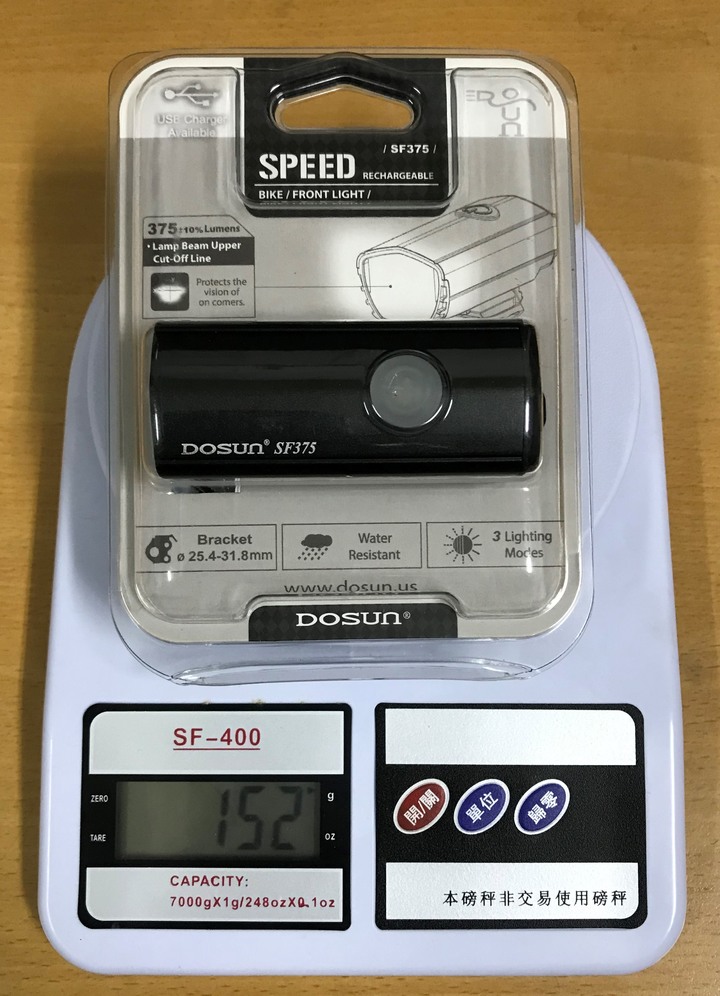 USB Charger
Available
/ SF375 /
SPEED RECHARGEABLE
BIKE / FRONT LIGHT /
375±10% Lumens
• Lamp Beam Upper
Cut-Off Line
Protects the
vision of
on comers.
DOSUN® SF375
Bracket
ø 25.4-31.8mm
Water
Resistant
3 Lighting
Modes
www.dosun.us
DOSUN®
SF-400
ZERO
g
152
TARE
oz
CAPACITY:
7000gX1g/248ozX0.1oz
開/關
單位
歸零
本磅秤非交易使用磅秤